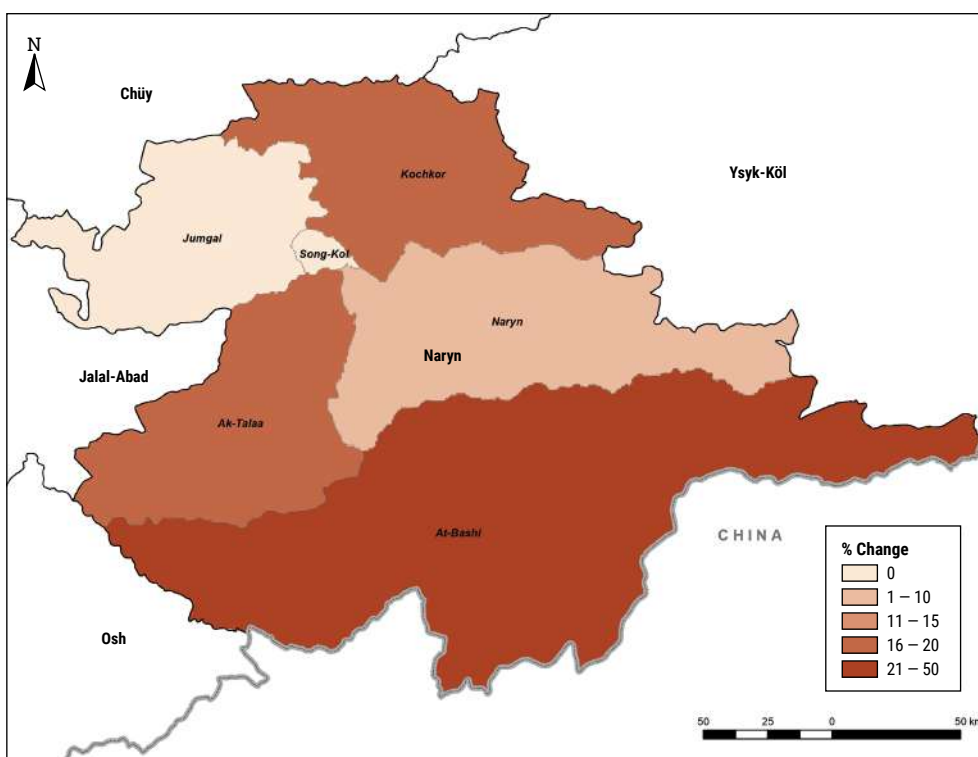 N
Chüy
Kochkor
Ysyk-Köl
Jumgal
Song-Kol
Naryn
Naryn
Jalal-Abad
Ak-Talaa
At-Bashi
CHINA
Osh
% Change
0
1 — 10
11 — 15
16 — 20
21 — 50
50 25 0 50 km